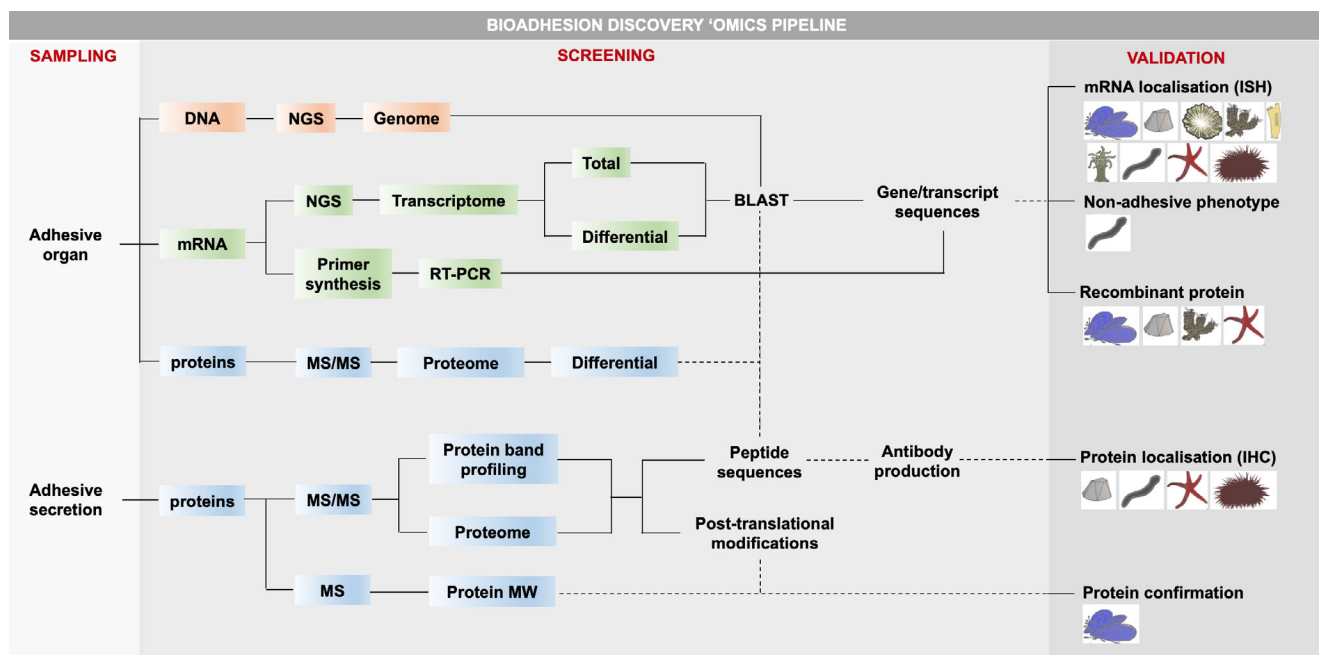 BIOADHESION DISCOVERY ‘OMICS PIPELINE
SAMPLING
SCREENING
VALIDATION
mRNA localisation (ISH)
DNA
NGS
Genome
Total
NGS
Transcriptome
BLAST
Gene/transcript
sequences
Non-adhesive phenotype
Adhesive
organ
mRNA
Differential
Primer
synthesis
RT-PCR
Recombinant protein
proteins
MS/MS
Proteome
Differential
Protein band
profiling
Peptide
sequences
Antibody
production
Protein localisation (IHC)
Adhesive
secretion
proteins
MS/MS
Proteome
Post-translational
modifications
MS
Protein MW
Protein confirmation